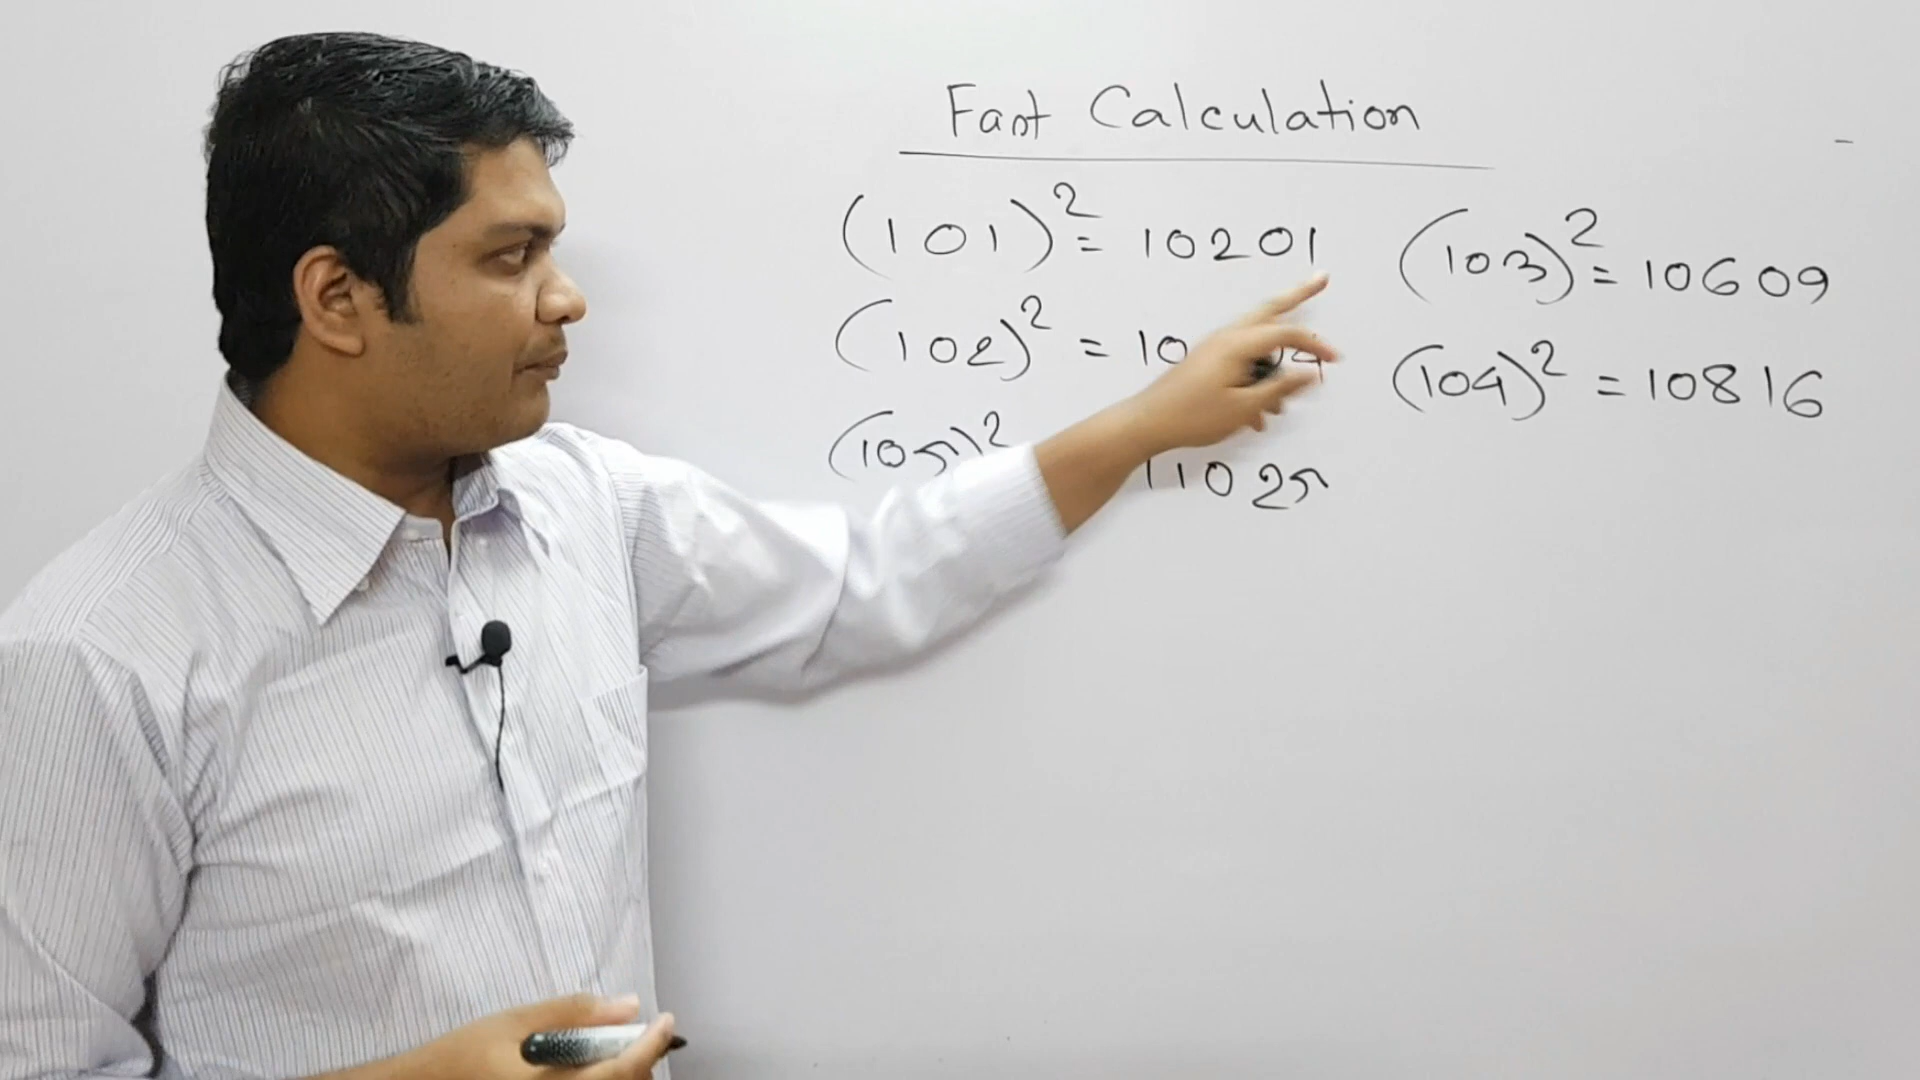 Fast Calculation
(101)² = 10201
(102)² = 10
(105)² 11025
(103)² = 10609
(104)² = 10816